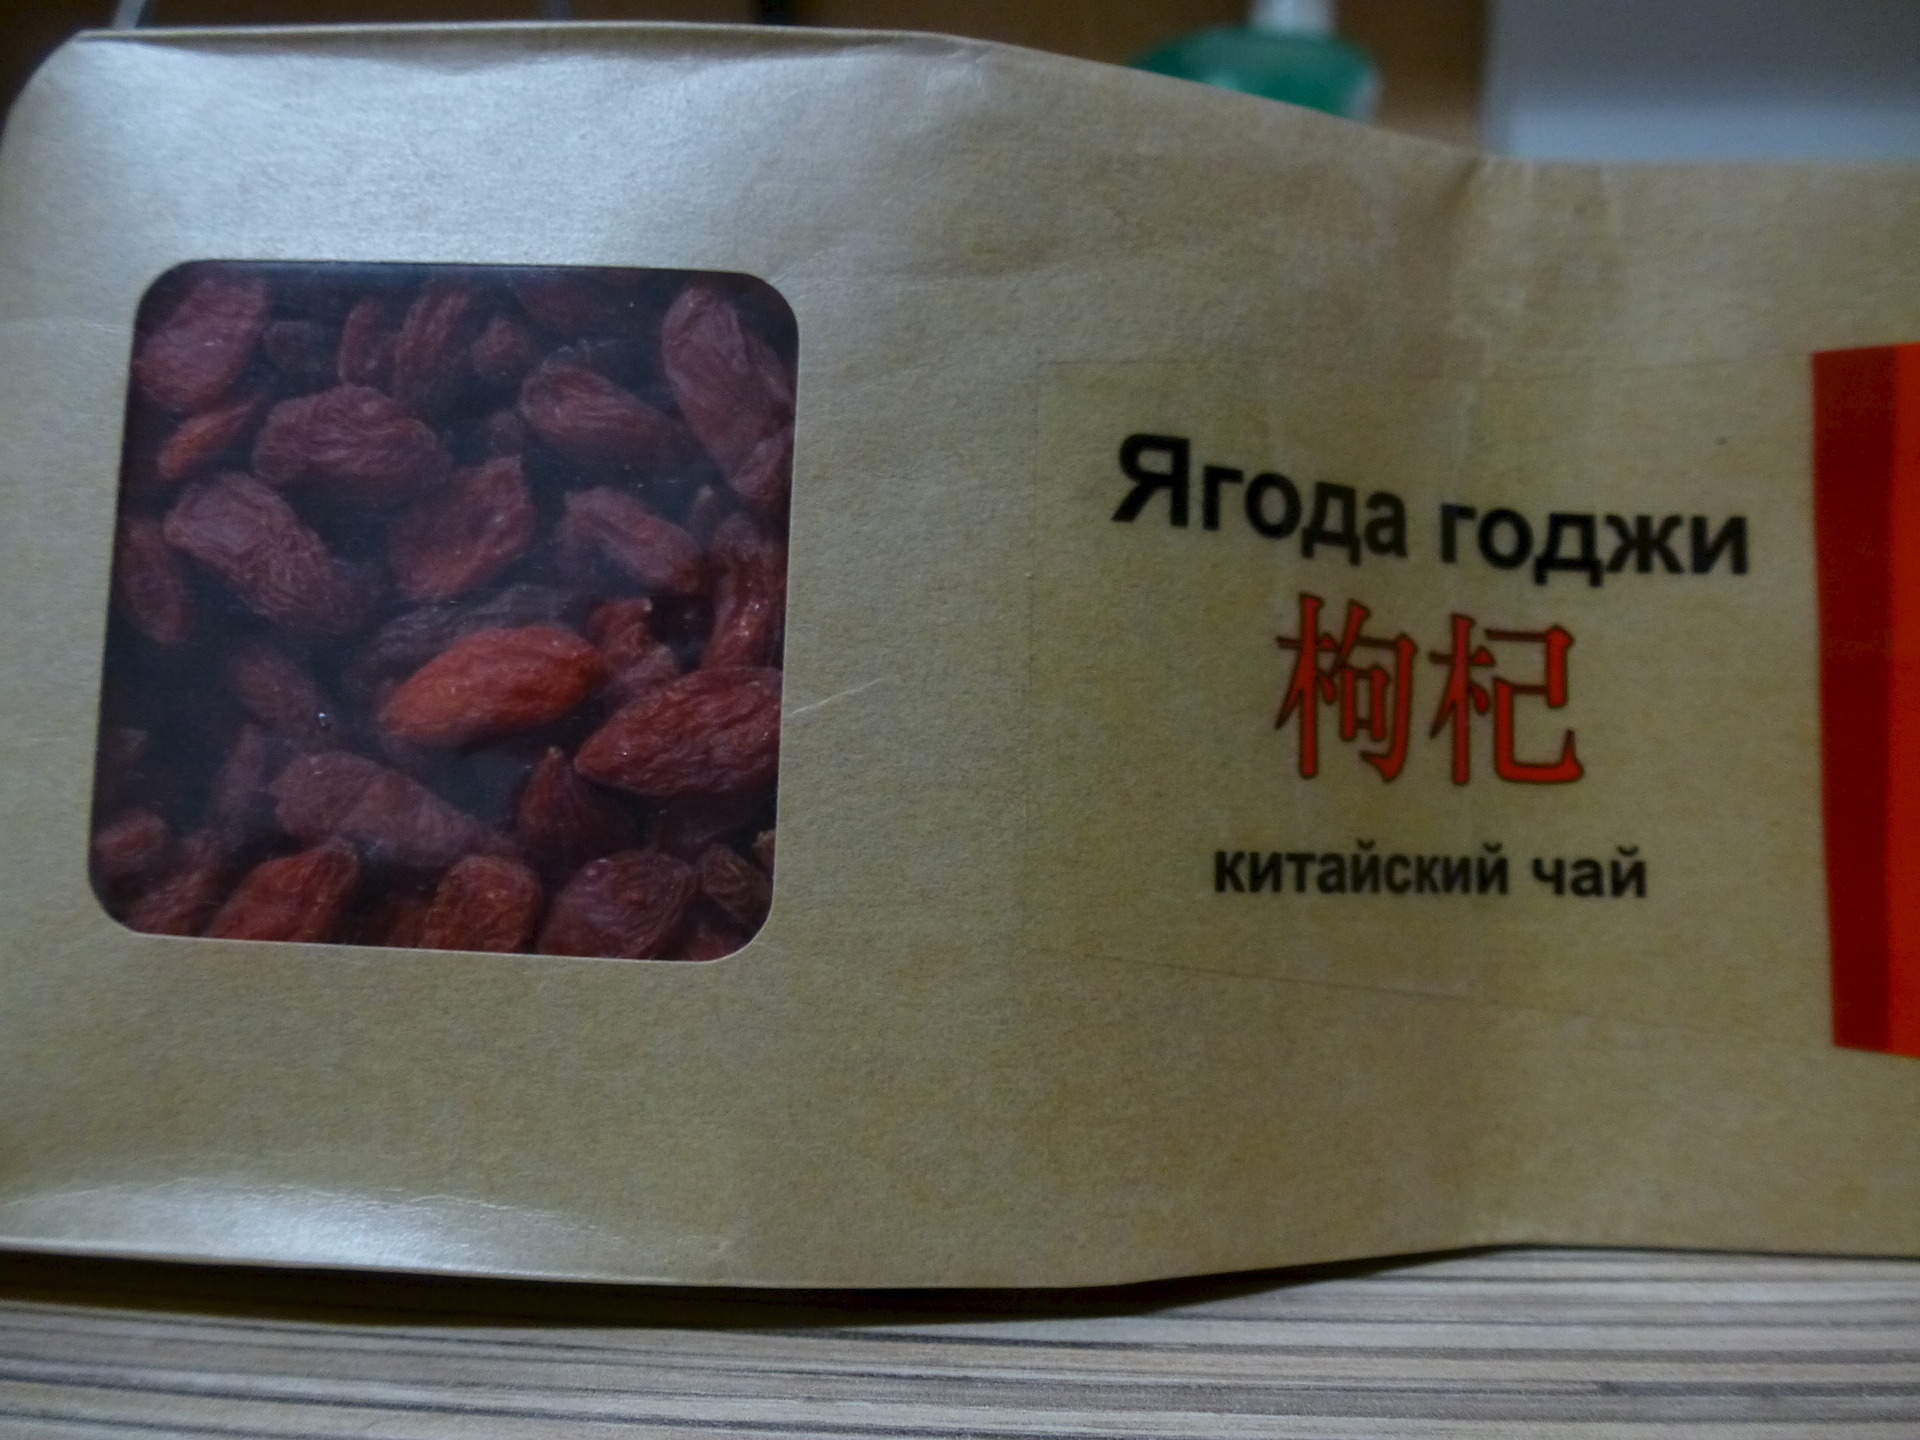 Ягода годжи
枸杞
китайский чай